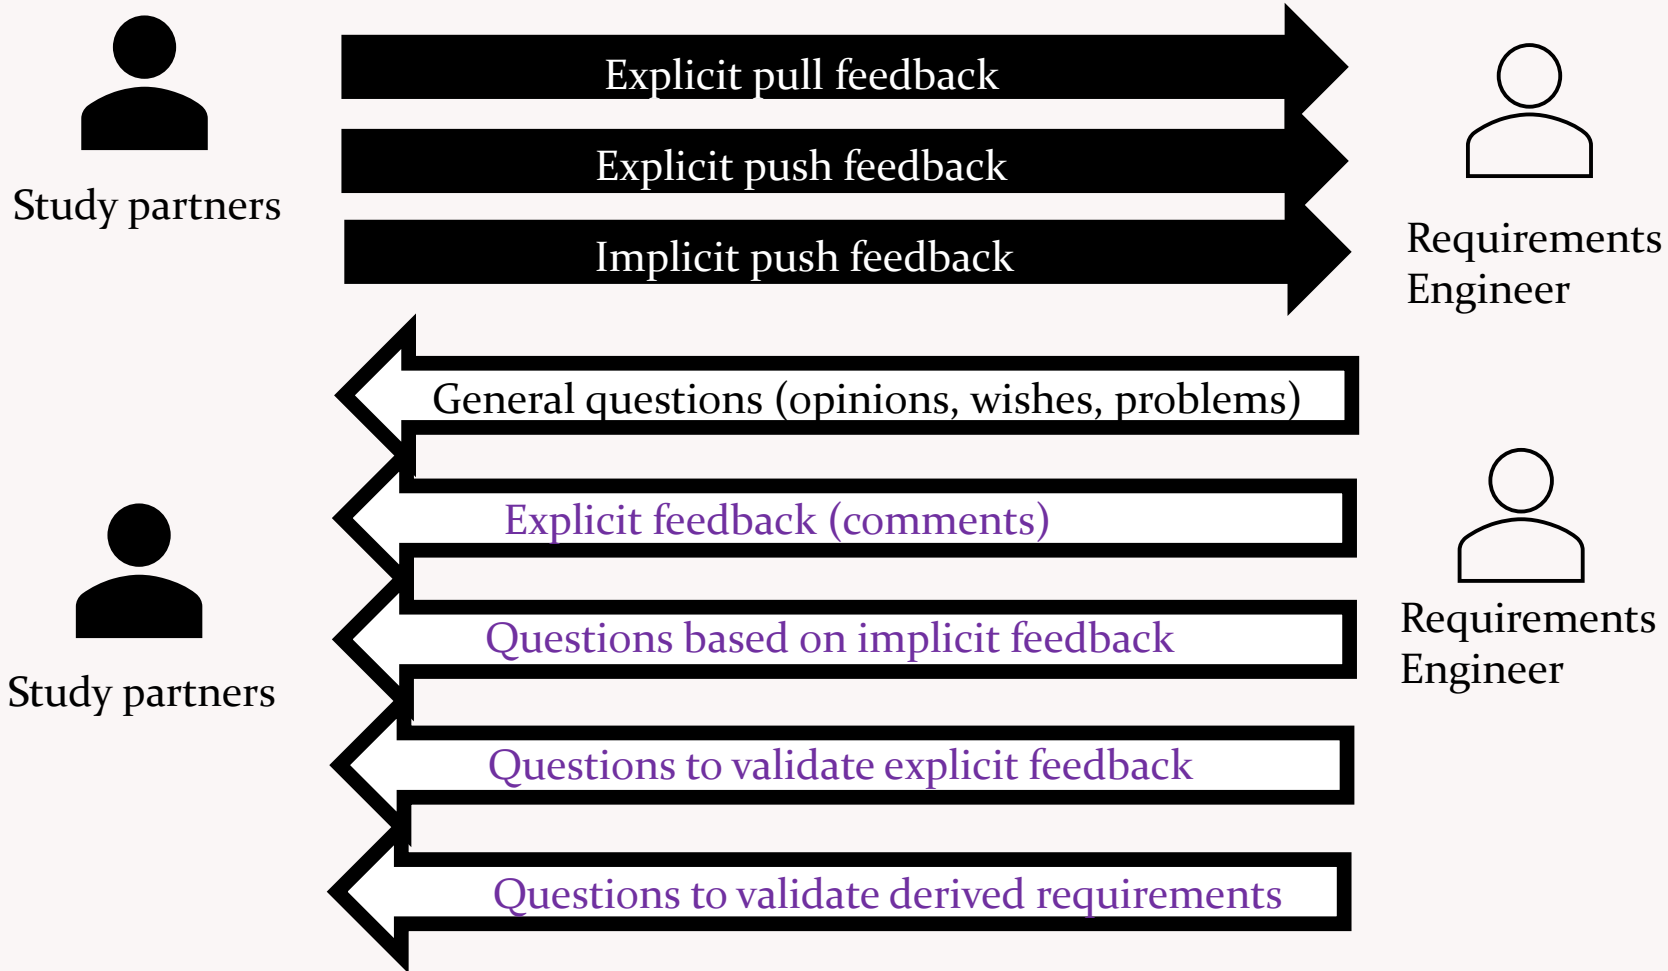 Explicit pull feedback
Explicit push feedback
Study partners
Implicit push feedback
Requirements
Engineer
General questions (opinions, wishes, problems)
Explicit feedback (comments)
Questions based on implicit feedback
Requirements
Engineer
Study partners
Questions to validate explicit feedback
Questions to validate derived requirements